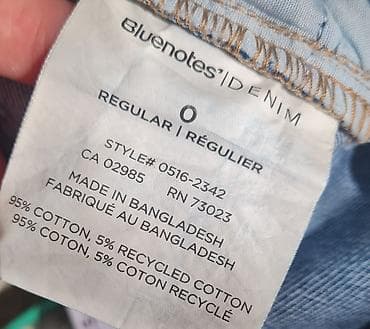 Bluenotes'|DENIM
0
REGULAR | RÉGULIER
STYLE# 0516-2342
CA 02985 RN 73023
MADE IN BANGLADESH
FABRIQUÉ AU BANGLADESH
95% COTTON, 5% RECYCLED COTTON
95% COTON, 5% COTON RECYCLÉ